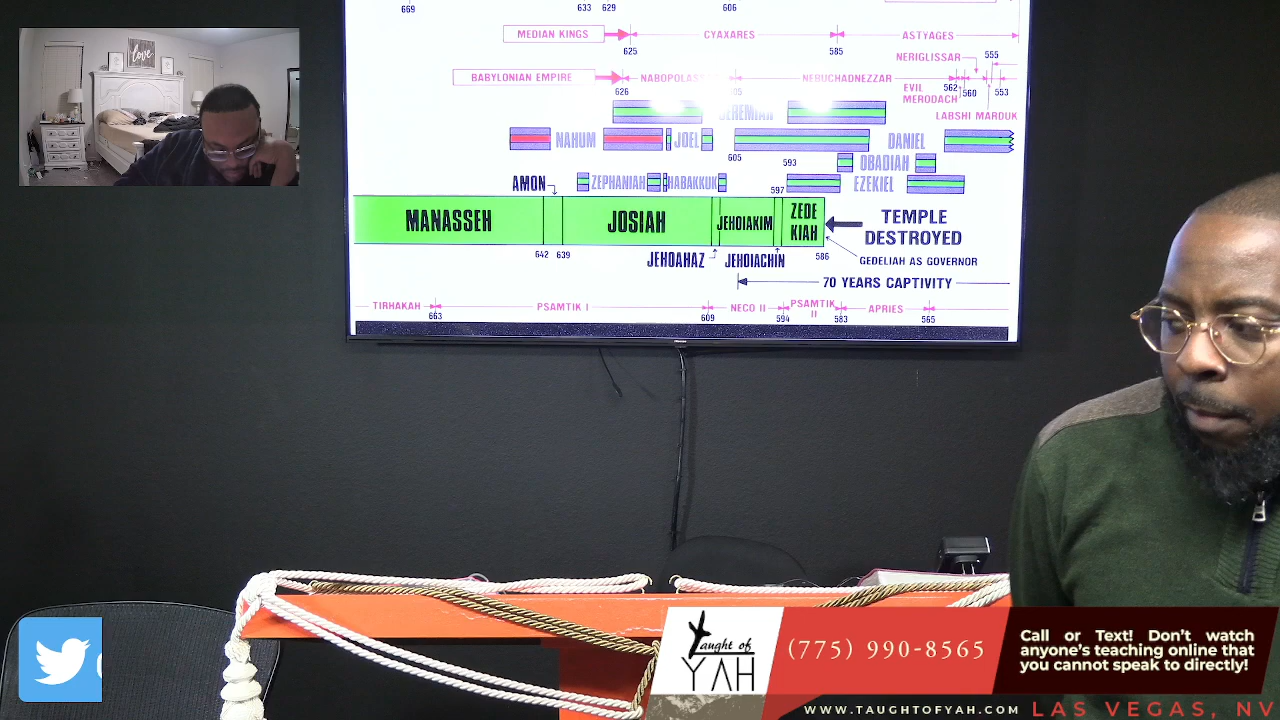 669 633 629 606
MEDIAN KINGS CYAXARES ASTYAGES
625 585
NERIGLISSAR 555
BABYLONIAN EMPIRE NEBUCHADNEZZAR
626 562 560 553
EVIL
MERODACH
LABSHI MARDUK
JEREMIAH
NAHUM JOEL DANIEL
605 593
OBADIAH
AMON ZEPHANIAH HABAKKUK EZEKIEL
597
MANASSEH JOSIAH JEHOIAKIM ZEDE
KIAH
TEMPLE
DESTROYED
642 639 586
JEHOAHAZ JEHOIACHIN GEDELIAH AS GOVERNOR
70 YEARS CAPTIVITY
TIRHAKAH PSAMTIK I NECO II PSAMTIK
II APRIES
663 609 594 583 565
love
taught of
YAH
(775) 990-8565
Call or Text! Don't watch
anyone's teaching online that
you cannot speak to directly!
WWW.TAUGHTOFYAH.COM LAS VEGAS, NV